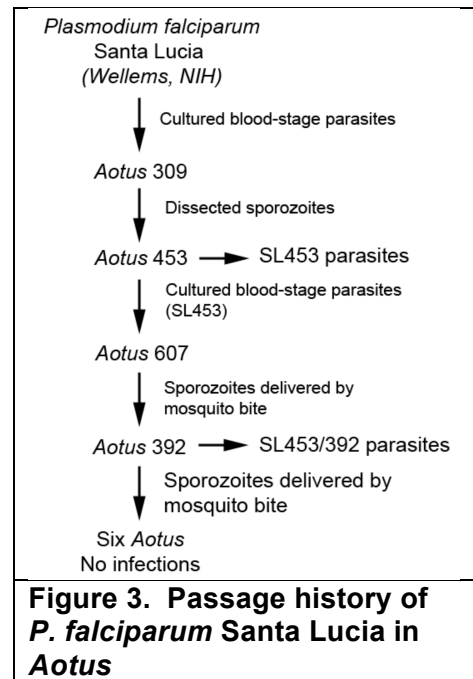 Plasmodium falciparum
Santa Lucia
(Wellems, NIH)
Cultured blood-stage parasites
Aotus 309
Dissected sporozoites
Aotus 453 → SL453 parasites
Cultured blood-stage parasites
(SL453)
Aotus 607
Sporozoites delivered by
mosquito bite
Aotus 392 → SL453/392 parasites
Sporozoites delivered by
mosquito bite
Six Aotus
No infections
Figure 3. Passage history of
P. falciparum Santa Lucia in
Aotus